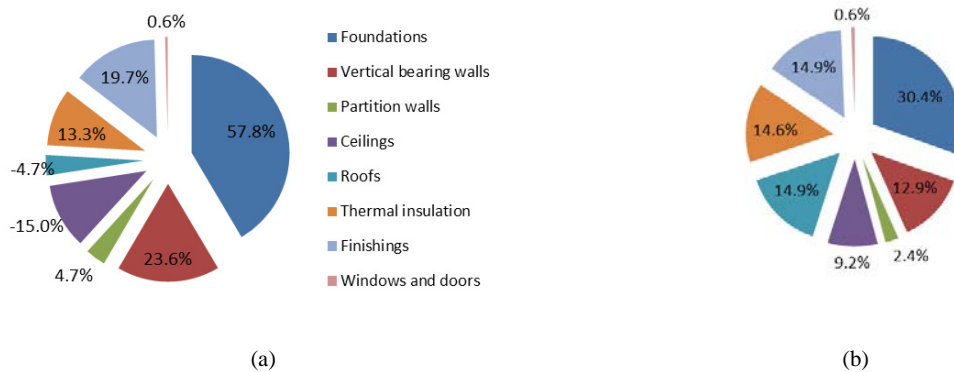 0.6%
19.7%
13.3%
-4.7%
-15.0%
4.7%
23.6%
57.8%
Foundations
Vertical bearing walls
Partition walls
Ceilings
Roofs
Thermal insulation
Finishings
Windows and doors
0.6%
14.9%
30.4%
14.6%
14.9%
12.9%
9.2%
2.4%
(a)
(b)